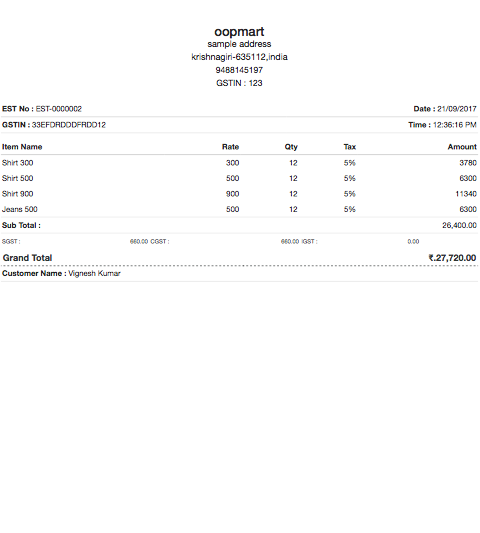 oopmart
sample address
krishnagiri-635112,india
9488145197
GSTIN : 123
EST No : EST-0000002 Date : 21/09/2017
GSTIN : 33EFDRDDDFRDD12 Time : 12:36:16 PM
Item Name Rate Qty Tax Amount
Shirt 300 300 12 5% 3780
Shirt 500 500 12 5% 6300
Shirt 900 900 12 5% 11340
Jeans 500 500 12 5% 6300
Sub Total : 26,400.00
SGST : 660.00 CGST : 660.00 IGST : 0.00
Grand Total ₹.27,720.00
Customer Name : Vignesh Kumar